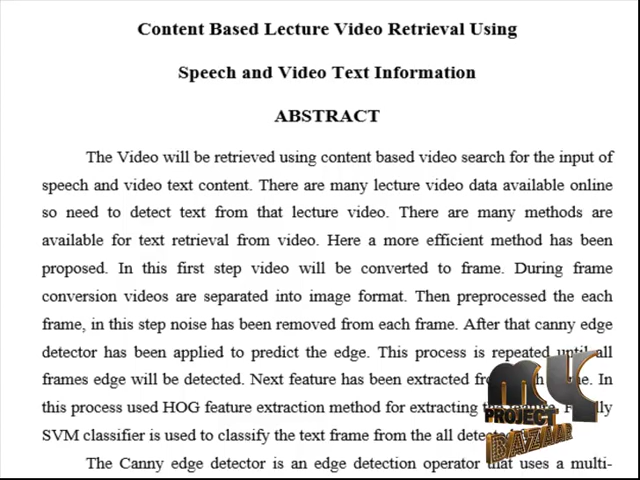 Content Based Lecture Video Retrieval Using
Speech and Video Text Information
ABSTRACT
The Video will be retrieved using content based video search for the input of
speech and video text content. There are many lecture video data available online
so need to detect text from that lecture video. There are many methods are
available for text retrieval from video. Here a more efficient method has been
proposed. In this first step video will be converted to frame. During frame
conversion videos are separated into image format. Then preprocessed the each
frame, in this step noise has been removed from each frame. After that canny edge
detector has been applied to predict the edge. This process is repeated until all
frames edge will be detected. Next feature has been extracted In
this process used HOG feature extraction method for extracting
SVM classifier is used to classify the text frame from the all
The Canny edge detector is an edge detection operator that uses a multi-
MY
PROJECT
BAZAAR